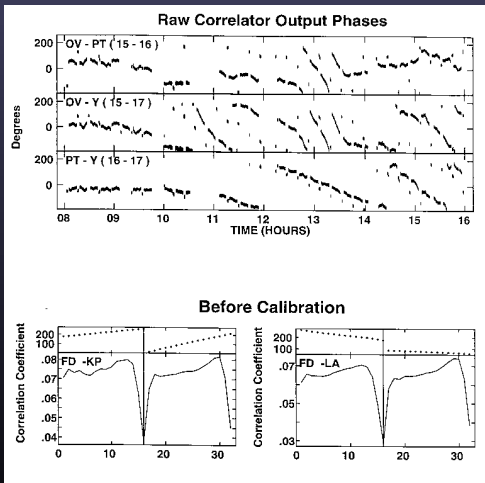 Raw Correlator Output Phases
200
OV - PT ( 15 - 16 )
0
200
OV - Y ( 15 - 17 )
0
Degrees
200
PT - Y ( 16 - 17 )
0
08 09 10 11 12 13 14 15 16
TIME (HOURS)
Before Calibration
Correlation Coefficient
200
100
FD -KP
.08
.07
.06
.05
.04
0 10 20 30
Correlation Coefficient
200
100
FD -LA
.07
.05
.03
0 10 20 30